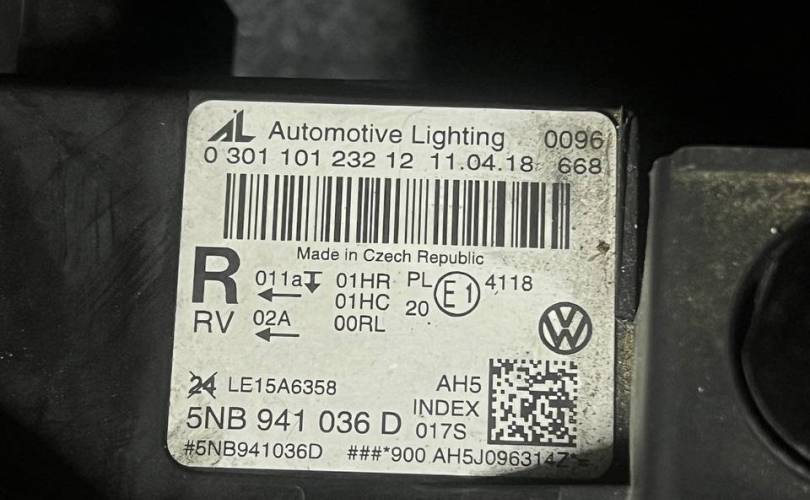 AL Automotive Lighting 0096
0 301 101 232 12 11.04.18 668
Made in Czech Republic
R 011a 01HR PL E1 4118
01HC 20
RV 02A 00RL
24 LE15A6358 AH5
INDEX
5NB 941 036 D 017S
#5NB941036D ###*900 AH5J096314Z*=